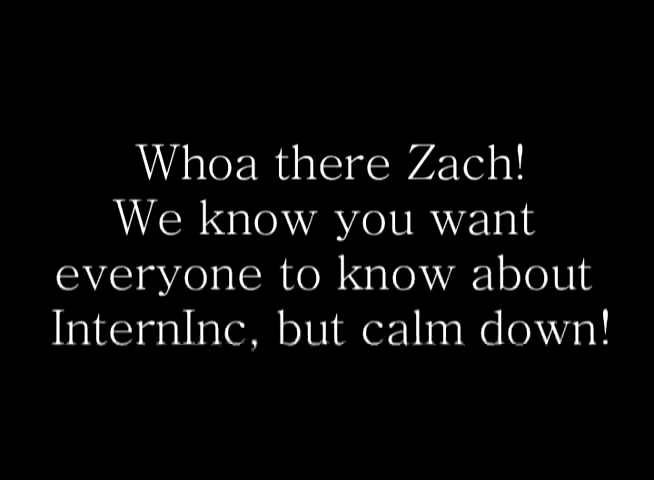 Whoa there Zach!
We know you want
everyone to know about
InternInc, but calm down!